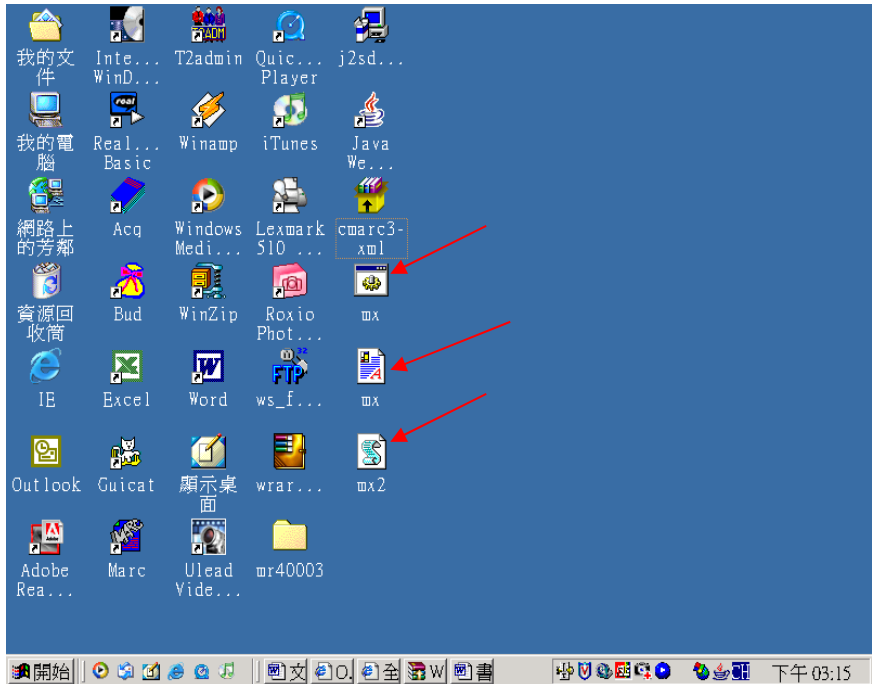 我的文
件
Inte...
WinD...
T2admin
Quic...
Player
j2sd...
我的電
腦
Real...
Basic
Winamp
iTunes
Java
We...
網路上
的芳鄰
Acq
Windows
Medi...
Lexmark
510 ...
cmarc3-
xml
資源回
收筒
Bud
WinZip
Roxio
Phot...
mx
IE
Excel
Word
ws_f...
mx
Outlook
Guicat
顯示桌
面
wrar...
mx2
Adobe
Rea...
Marc
Ulead
Vide...
mr40003
開始 文 O. 全 W 書 CH 下午 03:15